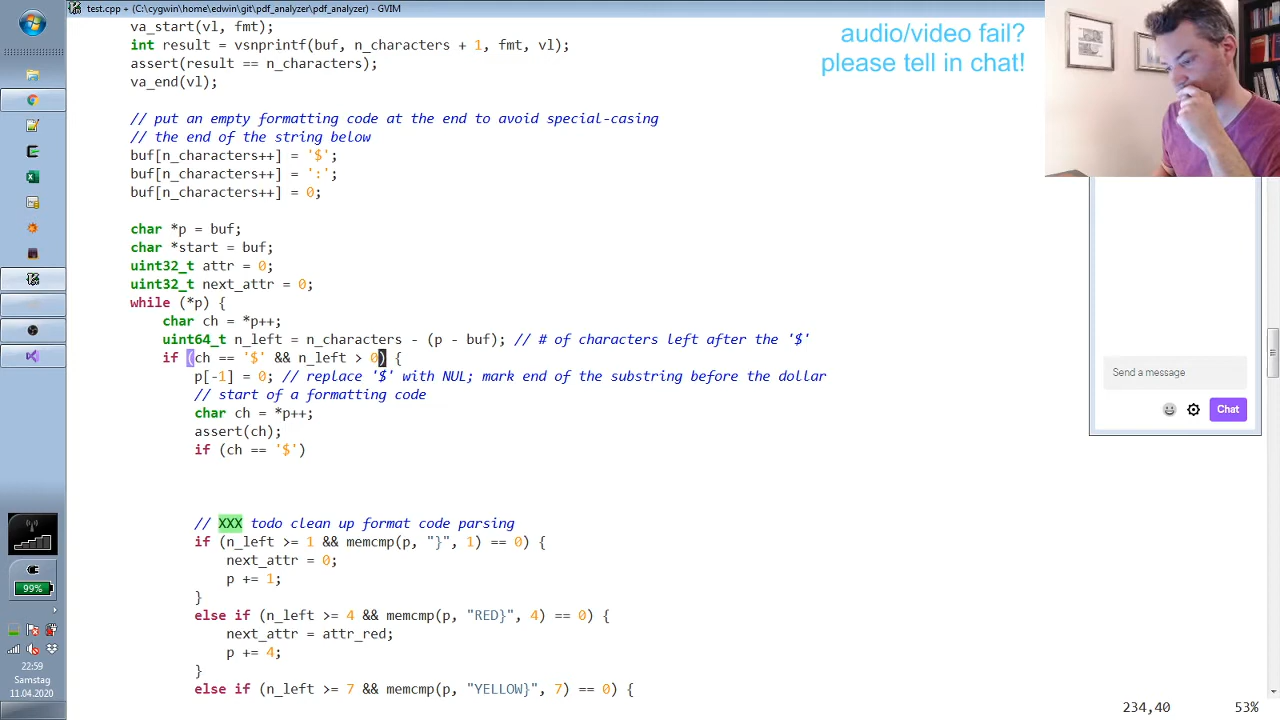 test.cpp + (C:\cygwin\home\edwin\git\pdf_analyzer\pdf_analyzer) - GVIM
va_start(vl, fmt);
int result = vsnprintf(buf, n_characters + 1, fmt, vl);
assert(result == n_characters);
va_end(vl);
// put an empty formatting code at the end to avoid special-casing
// the end of the string below
buf[n_characters++] = '$';
buf[n_characters++] = ':';
buf[n_characters++] = 0;
char *p = buf;
char *start = buf;
uint32_t attr = 0;
uint32_t next_attr = 0;
while (*p) {
char ch = *p++;
uint64_t n_left = n_characters - (p - buf); // # of characters left after the '$'
if (ch == '$' && n_left > 0) {
p[-1] = 0; // replace '$' with NUL; mark end of the substring before the dollar
// start of a formatting code
char ch = *p++;
assert(ch);
if (ch == '$')
// XXX todo clean up format code parsing
if (n_left >= 1 && memcmp(p, "}", 1) == 0) {
next_attr = 0;
p += 1;
}
else if (n_left >= 4 && memcmp(p, "RED}", 4) == 0) {
next_attr = attr_red;
p += 4;
}
else if (n_left >= 7 && memcmp(p, "YELLOW}", 7) == 0) {
234,40 53%
audio/video fail?
please tell in chat!
Send a message
Chat
99%
22:59
Samstag
11.04.2020